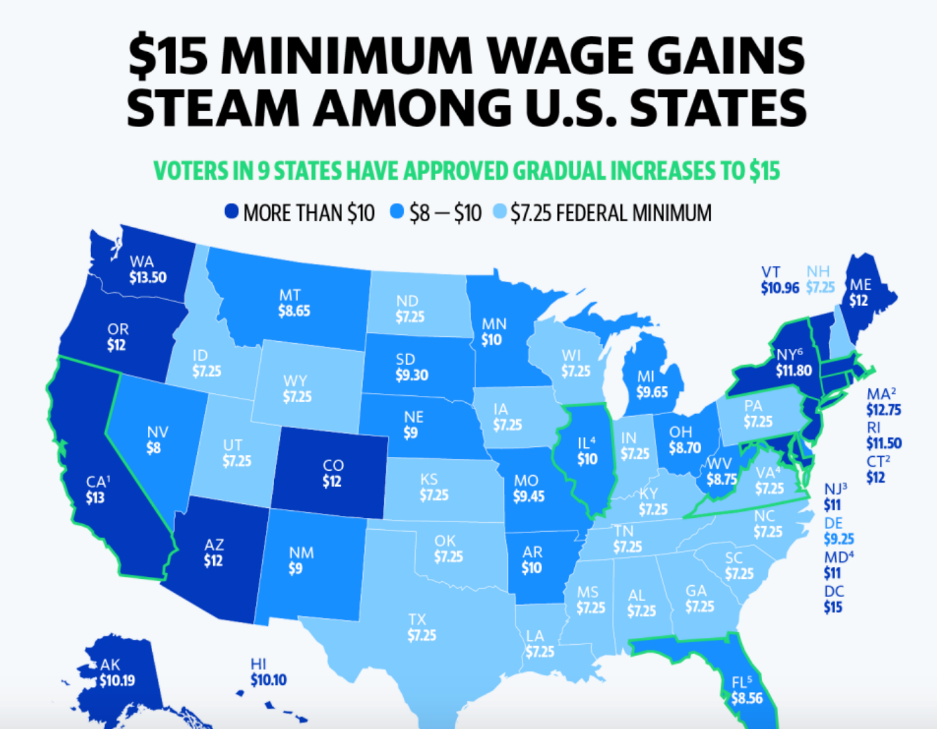 $15 MINIMUM WAGE GAINS
STEAM AMONG U.S. STATES
VOTERS IN 9 STATES HAVE APPROVED GRADUAL INCREASES TO $15
MORE THAN $10 $8 — $10 $7.25 FEDERAL MINIMUM
WA
$13.50
OR
$12
CA¹
$13
NV
$8
ID
$7.25
MT
$8.65
WY
$7.25
UT
$7.25
AZ
$12
CO
$12
NM
$9
ND
$7.25
SD
$9.30
NE
$9
KS
$7.25
OK
$7.25
TX
$7.25
MN
$10
IA
$7.25
MO
$9.45
AR
$10
LA
$7.25
WI
$7.25
IL⁴
$10
MI
$9.65
IN
$7.25
OH
$8.70
KY
$7.25
TN
$7.25
MS
$7.25
AL
$7.25
GA
$7.25
FL⁵
$8.56
SC
$7.25
NC
$7.25
VA⁴
$7.25
WV
$8.75
PA
$7.25
NY⁶
$11.80
VT
$10.96
NH
$7.25
ME
$12
MA²
$12.75
RI
$11.50
CT²
$12
NJ³
$11
DE
$9.25
MD⁴
$11
DC
$15
AK
$10.19
HI
$10.10